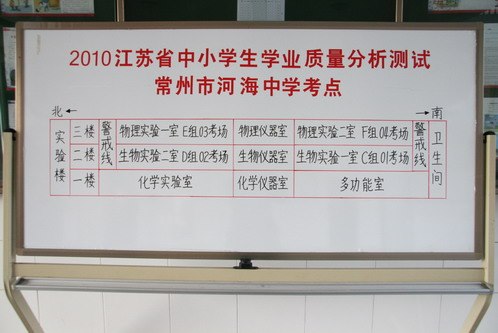 2010江苏省中小学生学业质量分析测试
常州市河海中学考点
北← →南
实验楼 三楼 警戒线 物理实验一室 E组03考场 物理仪器室 物理实验二室 F组04考场 警戒线 卫生间
二楼 生物实验二室 D组02考场 生物仪器室 生物实验一室 C组01考场
一楼 化学实验室 化学仪器室 多功能室